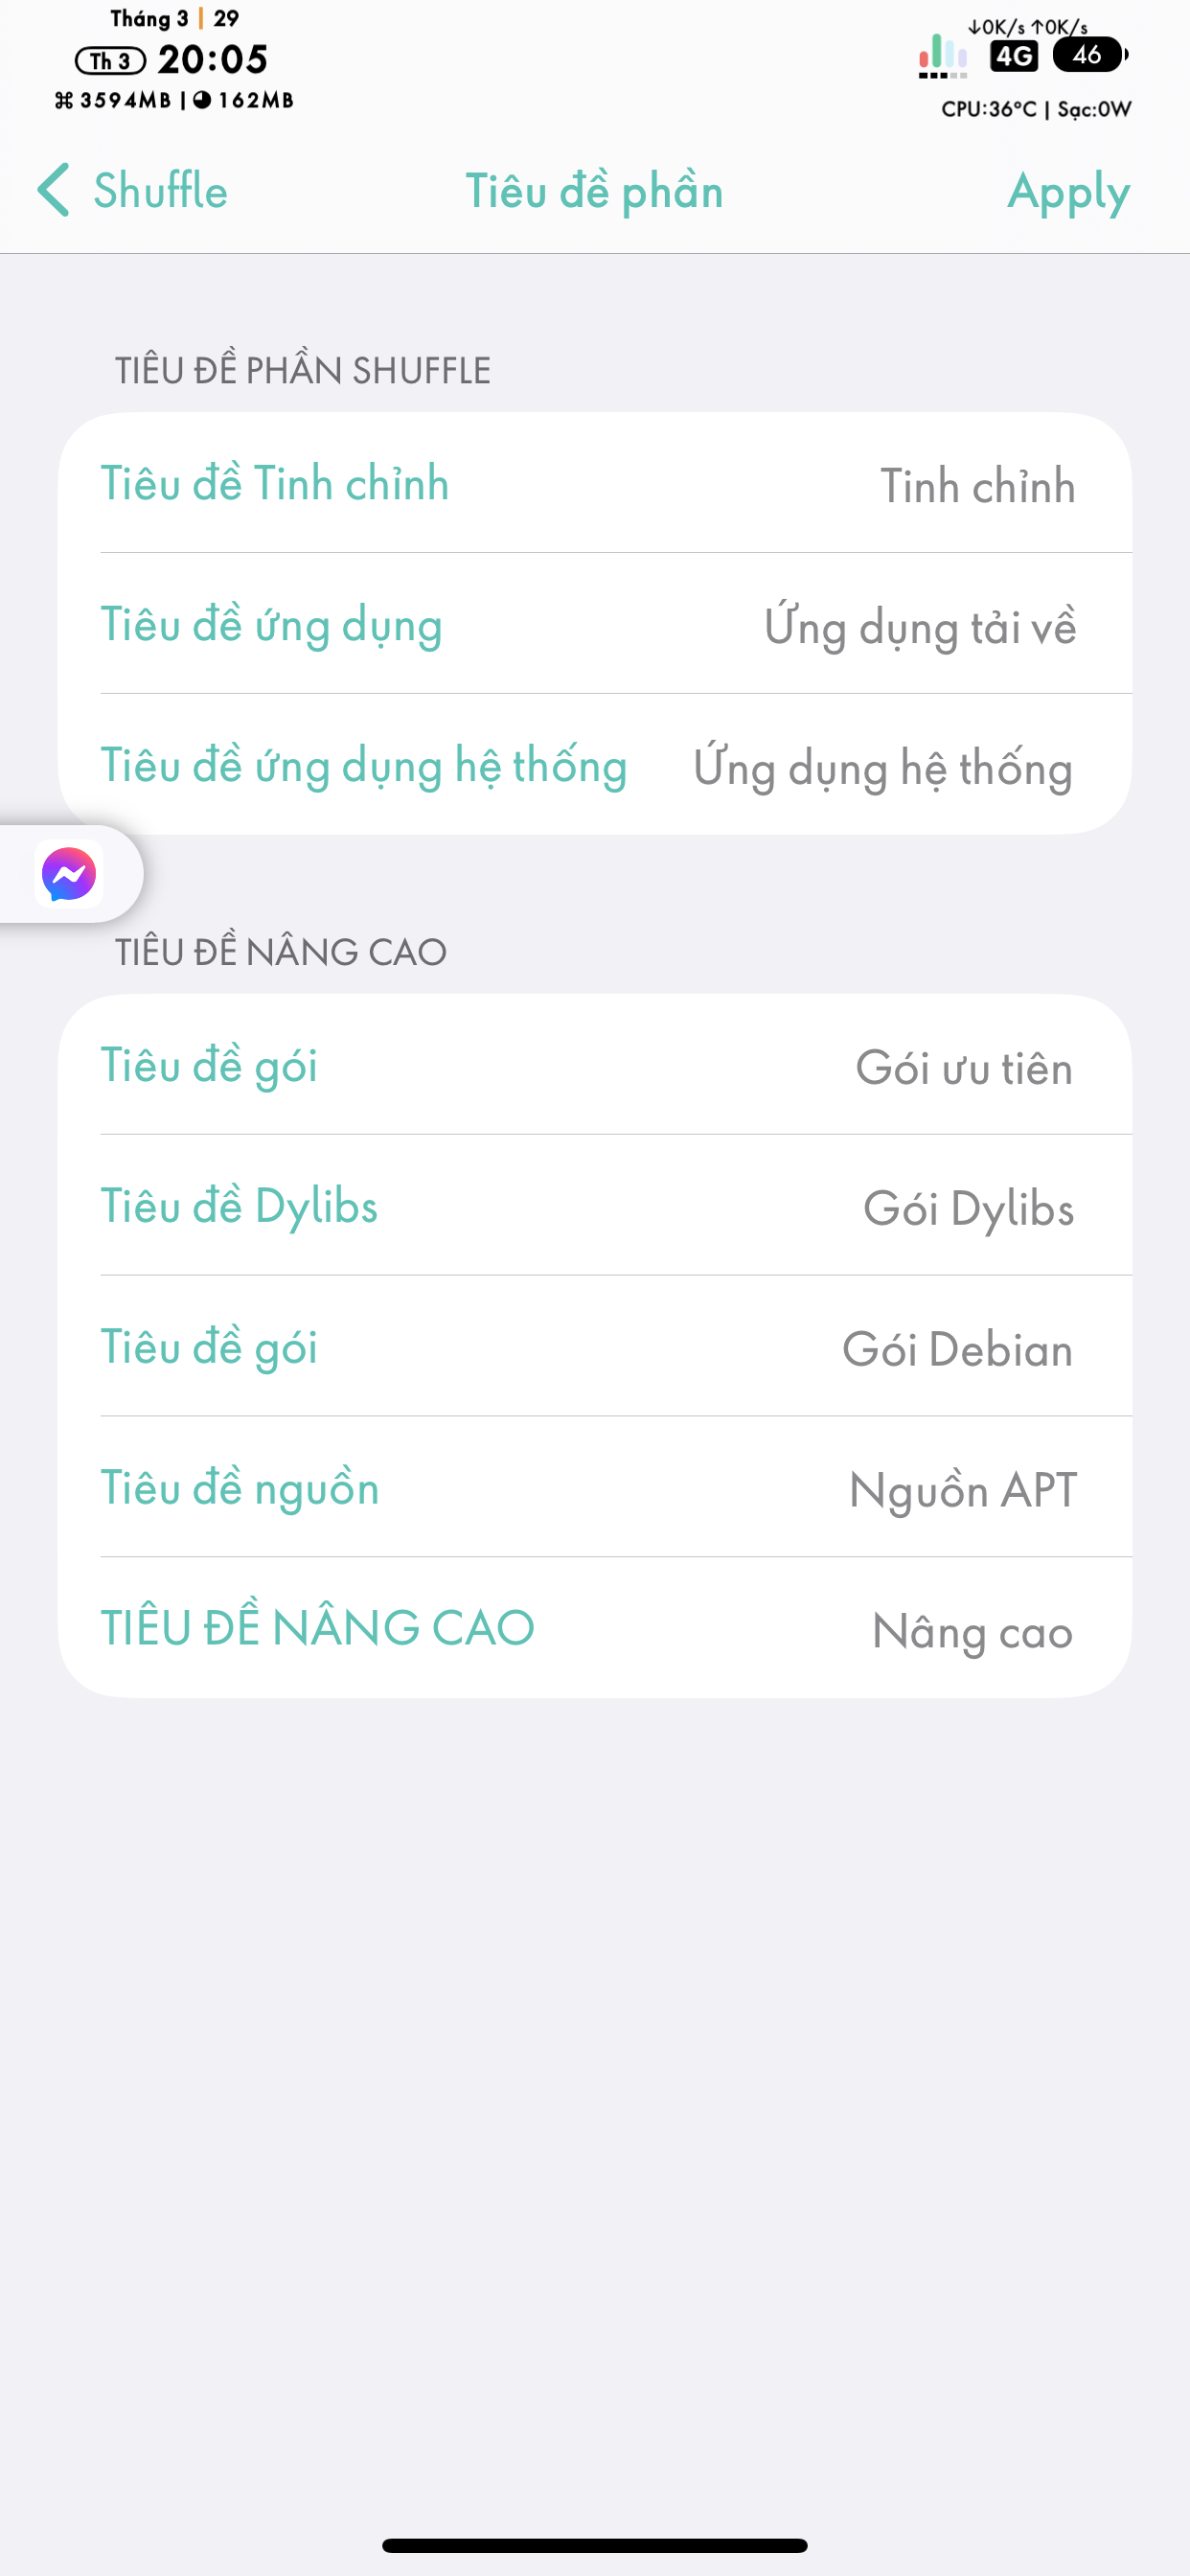 Tháng 3 | 29
Th 3 20:05
⌘ 3594MB | 162MB
↓0K/s ↑0K/s
4G 46
CPU:36°C | Sạc:0W
Shuffle Tiêu đề phần Apply
TIÊU ĐỀ PHẦN SHUFFLE
Tiêu đề Tinh chỉnh Tinh chỉnh
Tiêu đề ứng dụng Ứng dụng tải về
Tiêu đề ứng dụng hệ thống Ứng dụng hệ thống
TIÊU ĐỀ NÂNG CAO
Tiêu đề gói Gói ưu tiên
Tiêu đề Dylibs Gói Dylibs
Tiêu đề gói Gói Debian
Tiêu đề nguồn Nguồn APT
TIÊU ĐỀ NÂNG CAO Nâng cao